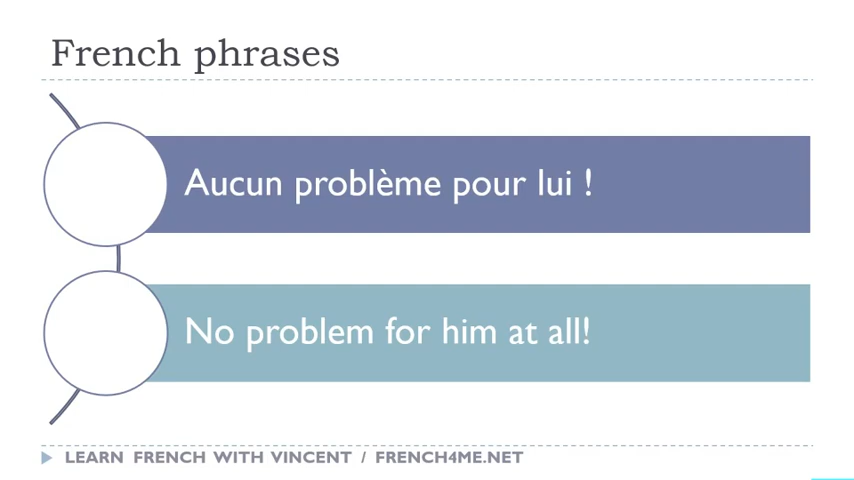 French phrases
Aucun problème pour lui !
No problem for him at all!
LEARN FRENCH WITH VINCENT / FRENCH4ME.NET